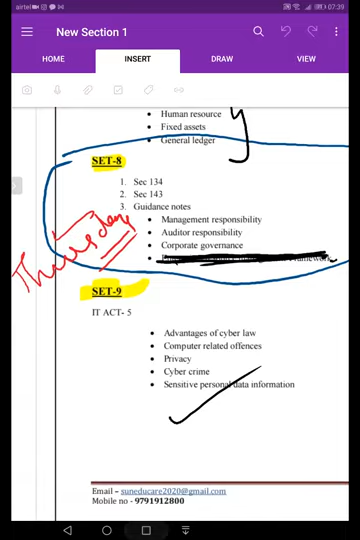 airtel
07:39
New Section 1
HOME INSERT DRAW VIEW
• Human resource
• Fixed assets
• General ledger
SET-8
1. Sec 134
2. Sec 143
3. Guidance notes
• Management responsibility
• Auditor responsibility
• Corporate governance
Thursday
SET-9
IT ACT- 5
• Advantages of cyber law
• Computer related offences
• Privacy
• Cyber crime
• Sensitive personal data information
Email – suneducare2020@gmail.com
Mobile no - 9791912800